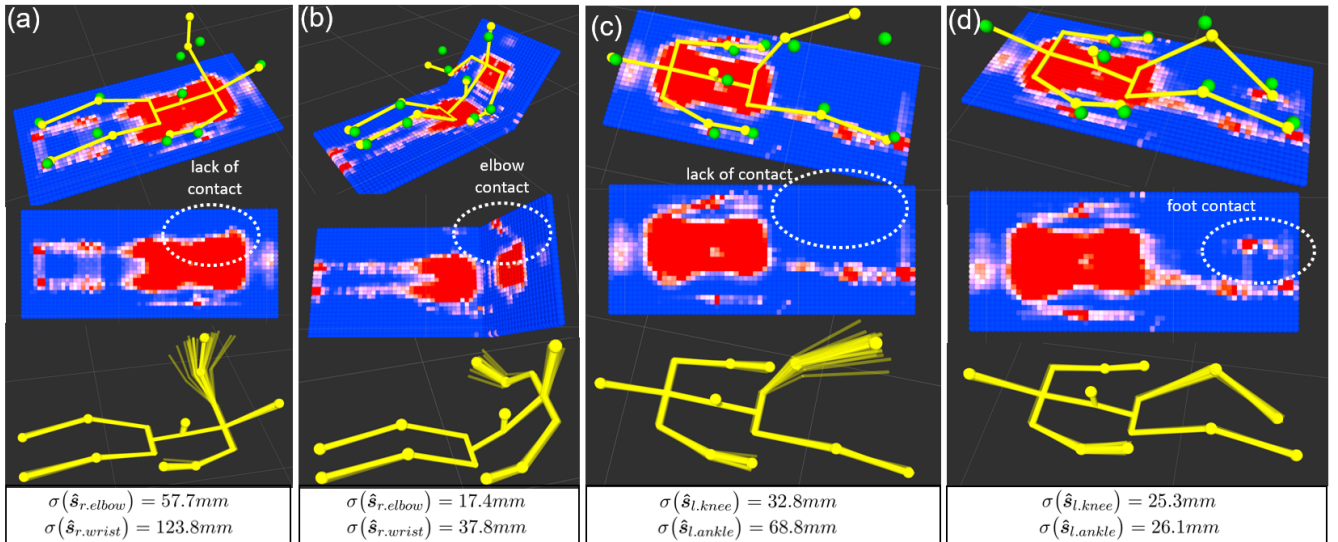 (a)
(b)
(c)
(d)
lack of
contact
elbow
contact
lack of contact
foot contact
σ(ŝ_{r.elbow}) = 57.7mm
σ(ŝ_{r.wrist}) = 123.8mm
σ(ŝ_{r.elbow}) = 17.4mm
σ(ŝ_{r.wrist}) = 37.8mm
σ(ŝ_{l.knee}) = 32.8mm
σ(ŝ_{l.ankle}) = 68.8mm
σ(ŝ_{l.knee}) = 25.3mm
σ(ŝ_{l.ankle}) = 26.1mm